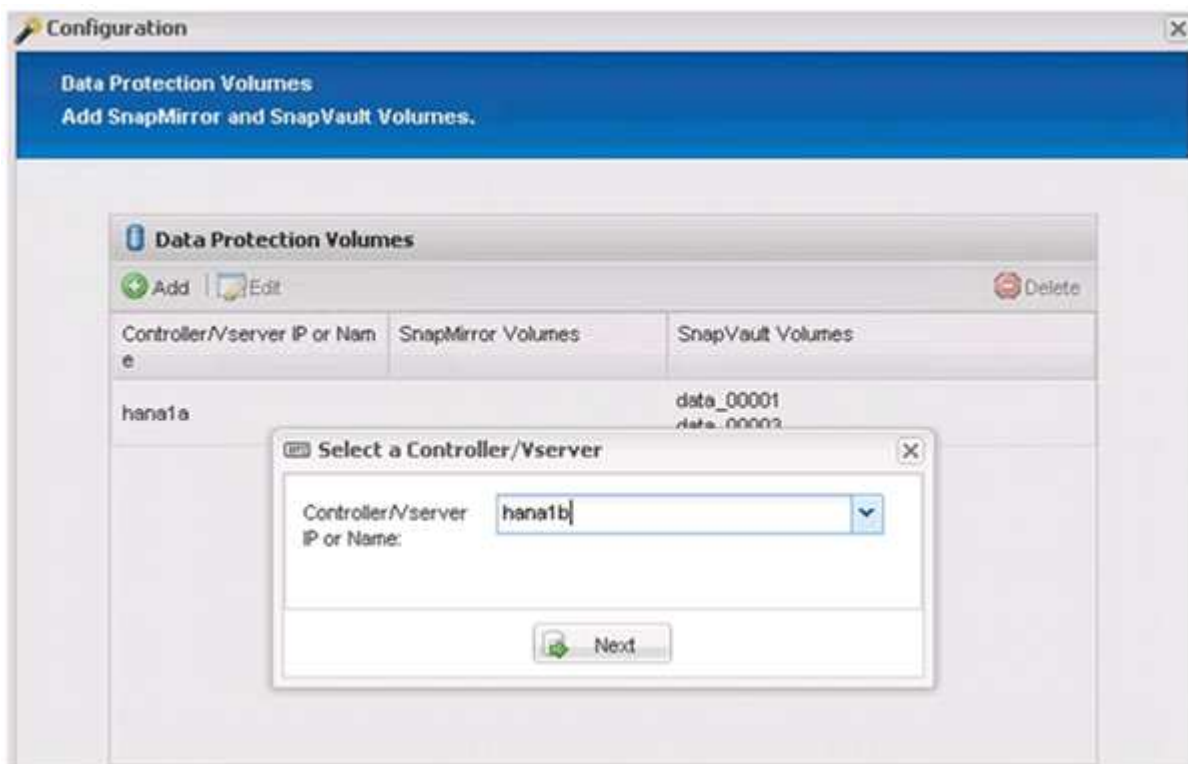 Configuration
Data Protection Volumes
Add SnapMirror and SnapVault Volumes.
Data Protection Volumes
Add Edit Delete
Controller/Vserver IP or Nam SnapMirror Volumes SnapVault Volumes
e
hana1a data_00001
data_00003
Select a Controller/Vserver
Controller/Vserver hana1b
IP or Name:
Next